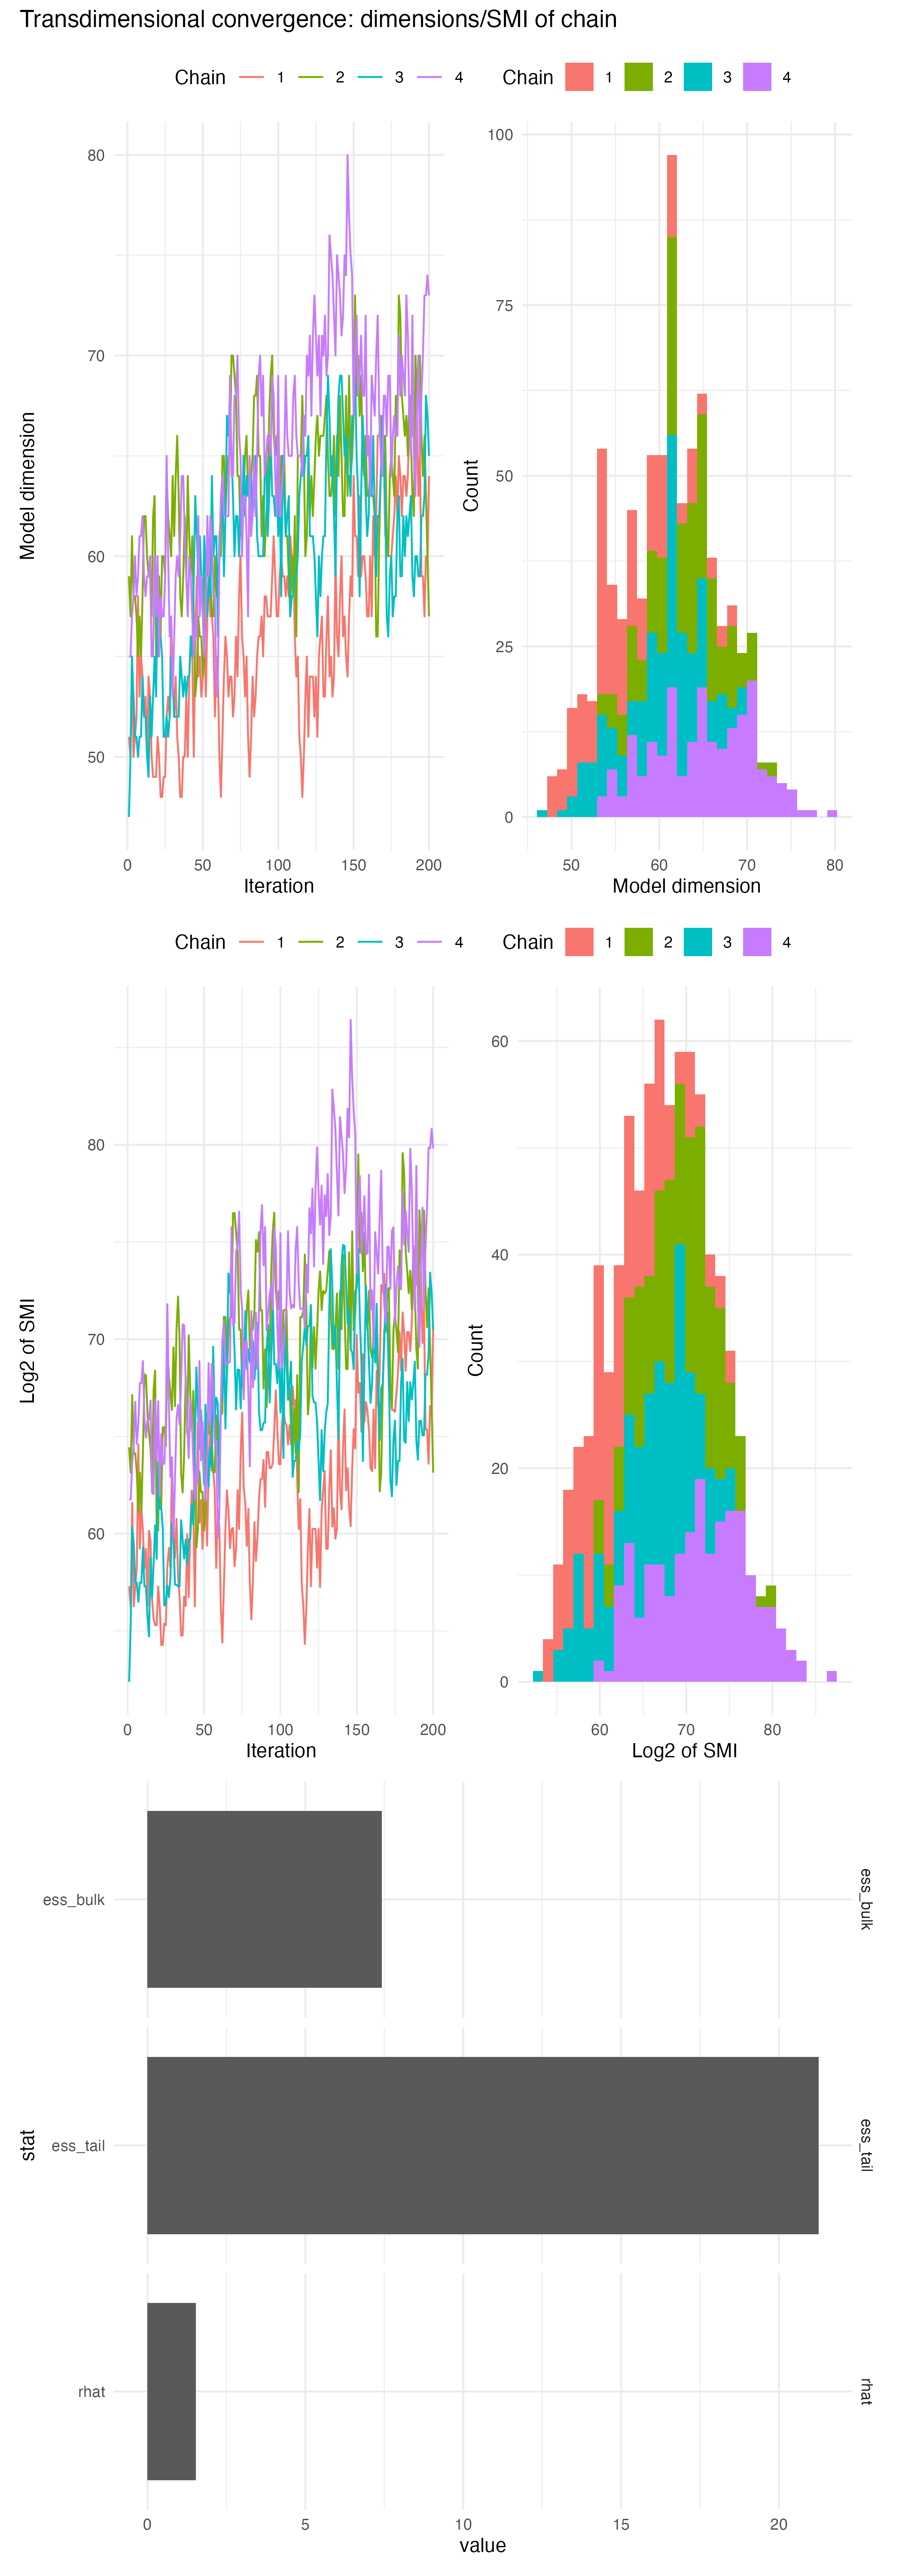 Transdimensional convergence: dimensions/SMI of chain
Chain 1 2 3 4 Chain 1 2 3 4
80
70
60
50
Model dimension
0 50 100 150 200
Iteration
100
75
50
25
0
Count
50 60 70 80
Model dimension
Chain 1 2 3 4 Chain 1 2 3 4
80
70
60
Log2 of SMI
0 50 100 150 200
Iteration
60
40
20
0
Count
60 70 80
Log2 of SMI
ess_bulk
ess_bulk
stat
ess_tail
ess_tail
rhat
rhat
0 5 10 15 20
value